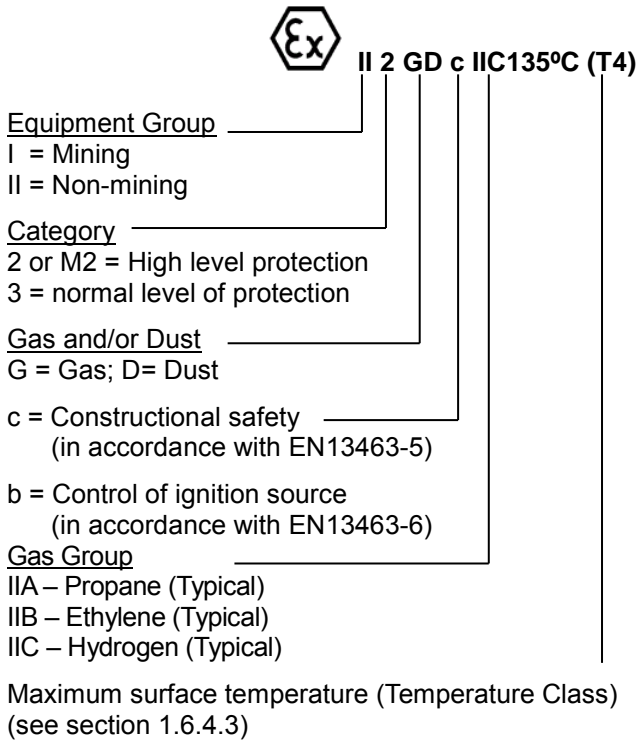 Ex II 2 GD c IIC135ºC (T4)
Equipment Group
I = Mining
II = Non-mining
Category
2 or M2 = High level protection
3 = normal level of protection
Gas and/or Dust
G = Gas; D= Dust
c = Constructional safety
(in accordance with EN13463-5)
b = Control of ignition source
(in accordance with EN13463-6)
Gas Group
IIA – Propane (Typical)
IIB – Ethylene (Typical)
IIC – Hydrogen (Typical)
Maximum surface temperature (Temperature Class)
(see section 1.6.4.3)